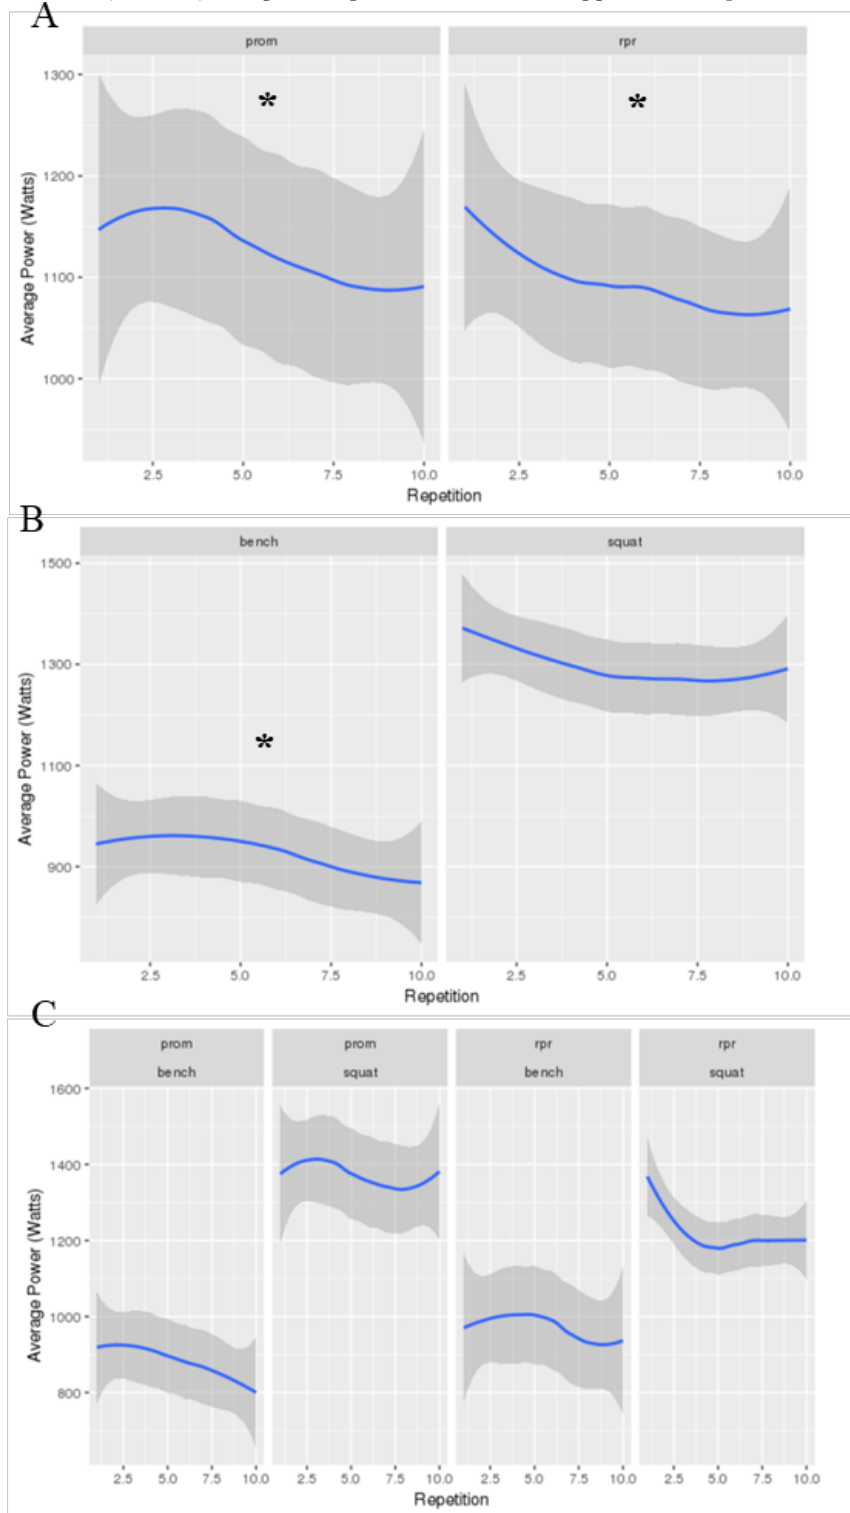 A
prom rpr
1300
1200
1100
1000
Average Power (Watts)
*
*
2.5 5.0 7.5 10.0 2.5 5.0 7.5 10.0
Repetition
B
bench squat
1500
1300
1100
900
Average Power (Watts)
*
2.5 5.0 7.5 10.0 2.5 5.0 7.5 10.0
Repetition
C
prom prom rpr rpr
bench squat bench squat
1600
1400
1200
1000
800
Average Power (Watts)
2.5 5.0 7.5 10.0 2.5 5.0 7.5 10.0 2.5 5.0 7.5 10.0 2.5 5.0 7.5 10.0
Repetition